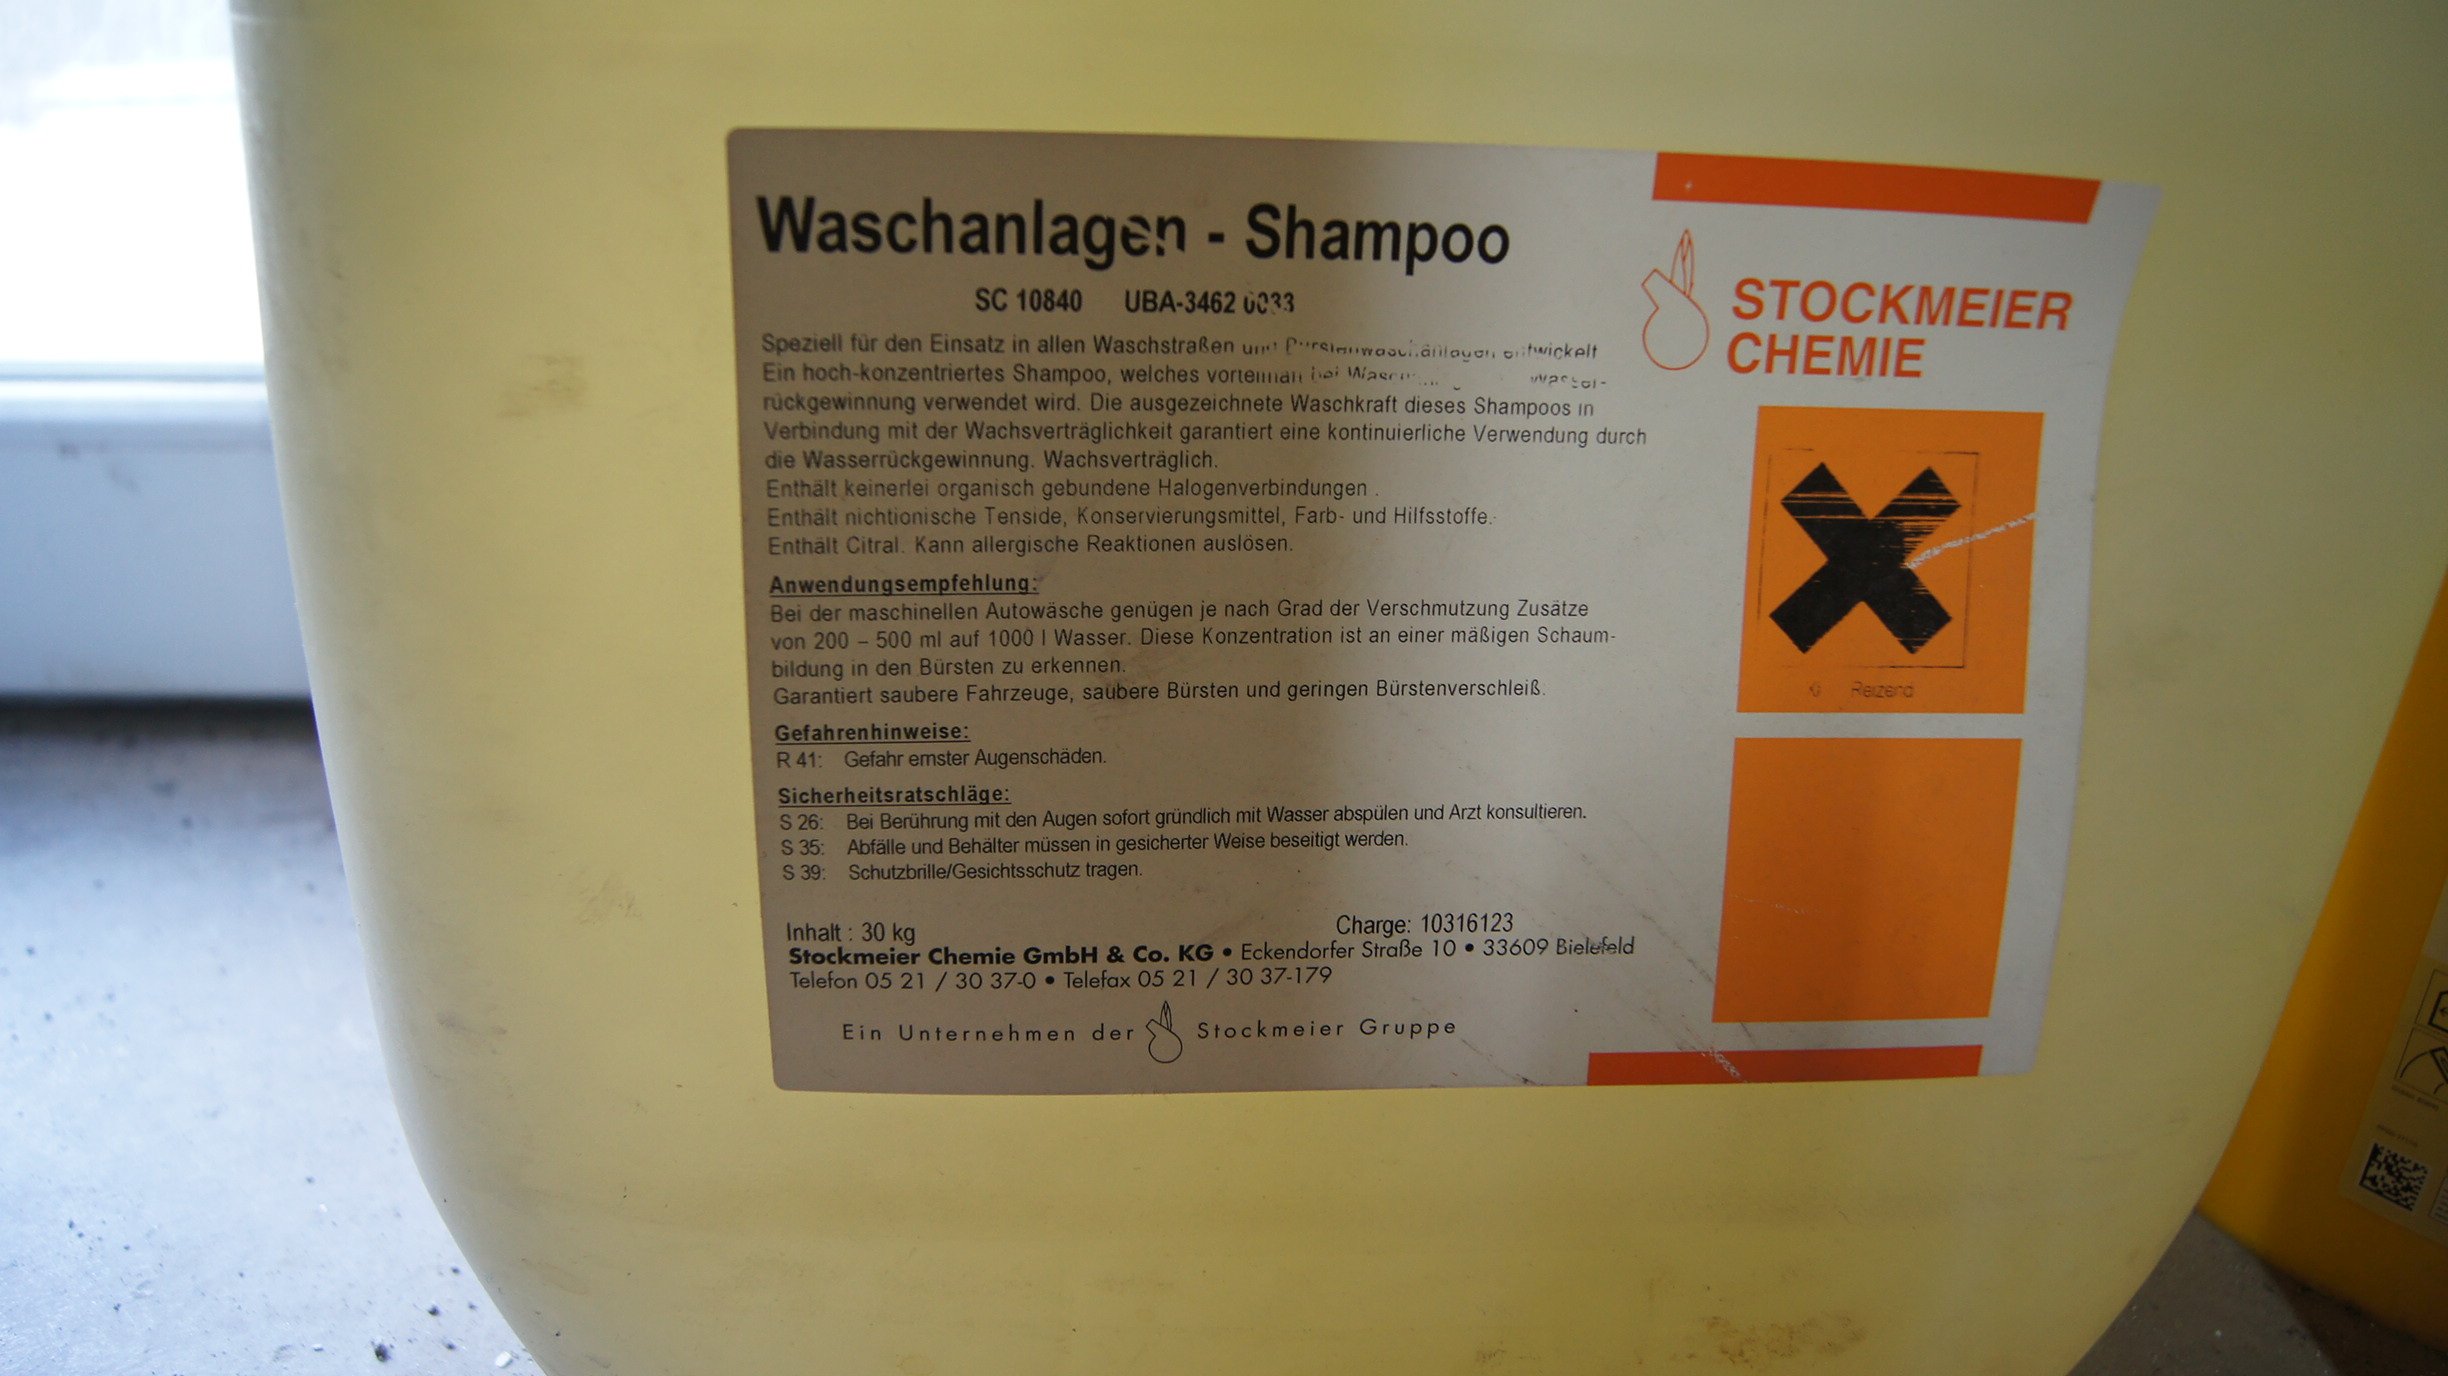 Waschanlagen - Shampoo
SC 10840 UBA-3462 0033
STOCKMEIER
CHEMIE
Speziell für den Einsatz in allen Waschstraßen und entwickelt
Ein hoch-konzentriertes Shampoo, welches vorteilhaft bei Wasser-
rückgewinnung verwendet wird. Die ausgezeichnete Waschkraft dieses Shampoos in
Verbindung mit der Wachsverträglichkeit garantiert eine kontinuierliche Verwendung durch
die Wasserrückgewinnung. Wachsverträglich.
Enthält keinerlei organisch gebundene Halogenverbindungen .
Enthält nichtionische Tenside, Konservierungsmittel, Farb- und Hilfsstoffe.
Enthält Citral. Kann allergische Reaktionen auslösen.
Anwendungsempfehlung:
Bei der maschinellen Autowäsche genügen je nach Grad der Verschmutzung Zusätze
von 200 – 500 ml auf 1000 l Wasser. Diese Konzentration ist an einer mäßigen Schaum-
bildung in den Bürsten zu erkennen.
Garantiert saubere Fahrzeuge, saubere Bürsten und geringen Bürstenverschleiß.
Reizend
Gefahrenhinweise:
R 41: Gefahr ernster Augenschäden.
Sicherheitsratschläge:
S 26: Bei Berührung mit den Augen sofort gründlich mit Wasser abspülen und Arzt konsultieren.
S 35: Abfälle und Behälter müssen in gesicherter Weise beseitigt werden.
S 39: Schutzbrille/Gesichtsschutz tragen.
Inhalt : 30 kg Charge: 10316123
Stockmeier Chemie GmbH & Co. KG • Eckendorfer Straße 10 • 33609 Bielefeld
Telefon 05 21 / 30 37-0 • Telefax 05 21 / 30 37-179
Ein Unternehmen der Stockmeier Gruppe